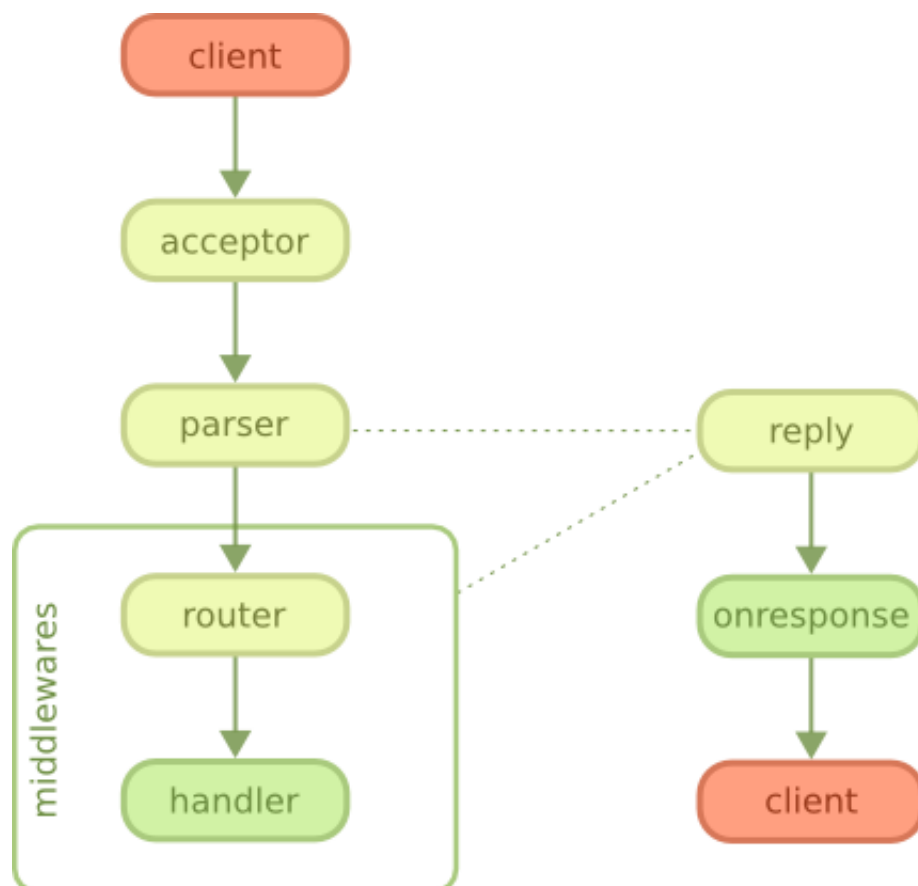 client
acceptor
parser
reply
router
onresponse
middlewares
handler
client